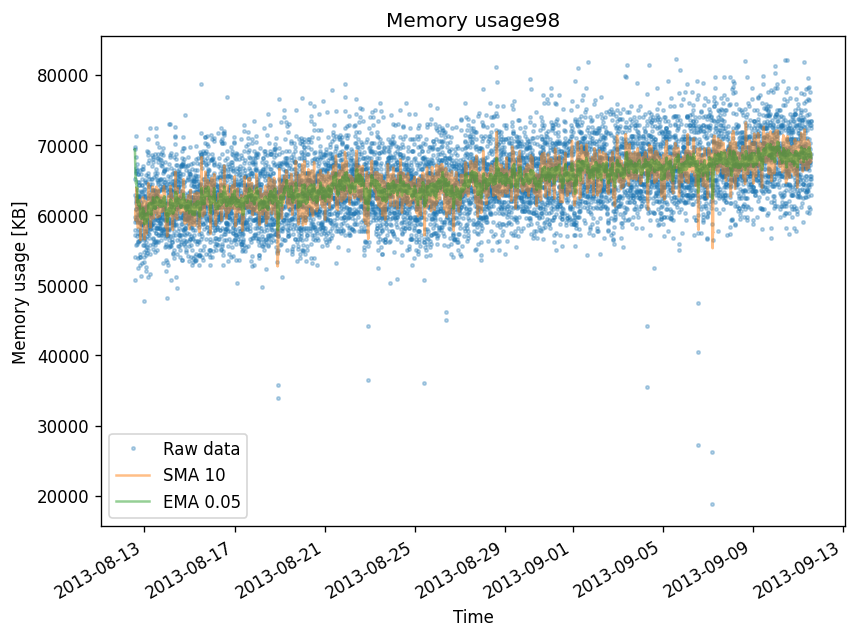 Memory usage98
Memory usage [KB]
80000
70000
60000
50000
40000
30000
20000
Raw data
SMA 10
EMA 0.05
2013-08-13
2013-08-17
2013-08-21
2013-08-25
2013-08-29
2013-09-01
2013-09-05
2013-09-09
2013-09-13
Time